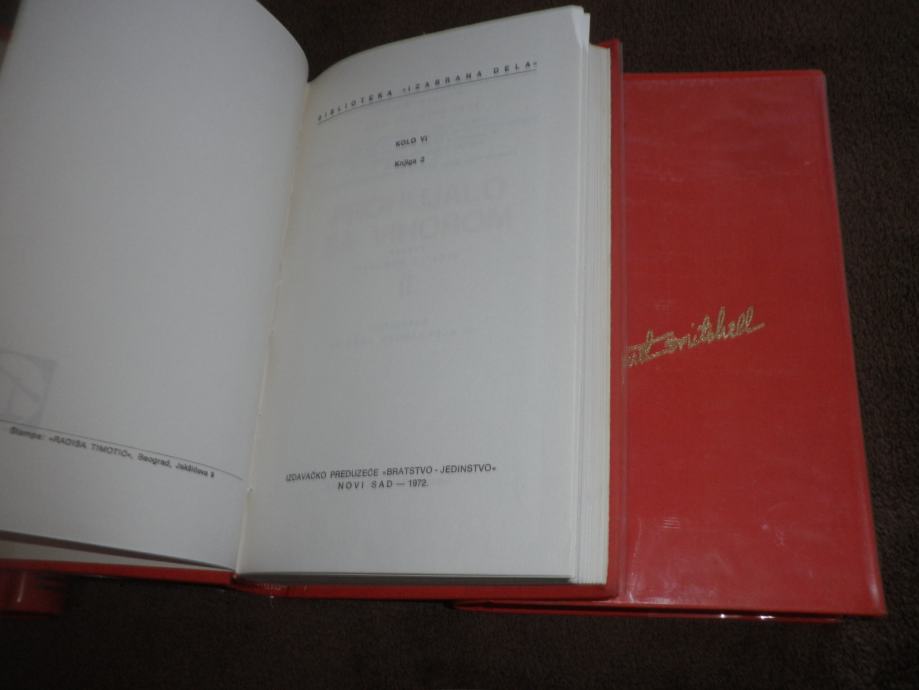 Štampa: »RADIŠA TIMOTIĆ«, Beograd, Jakšićeva 9
BIBLIOTEKA »IZABRANA DELA«
KOLO VI
Knjiga 2
IZDAVAČKO PREDUZEĆE »BRATSTVO - JEDINSTVO«
NOVI SAD — 1972.
Mitchell